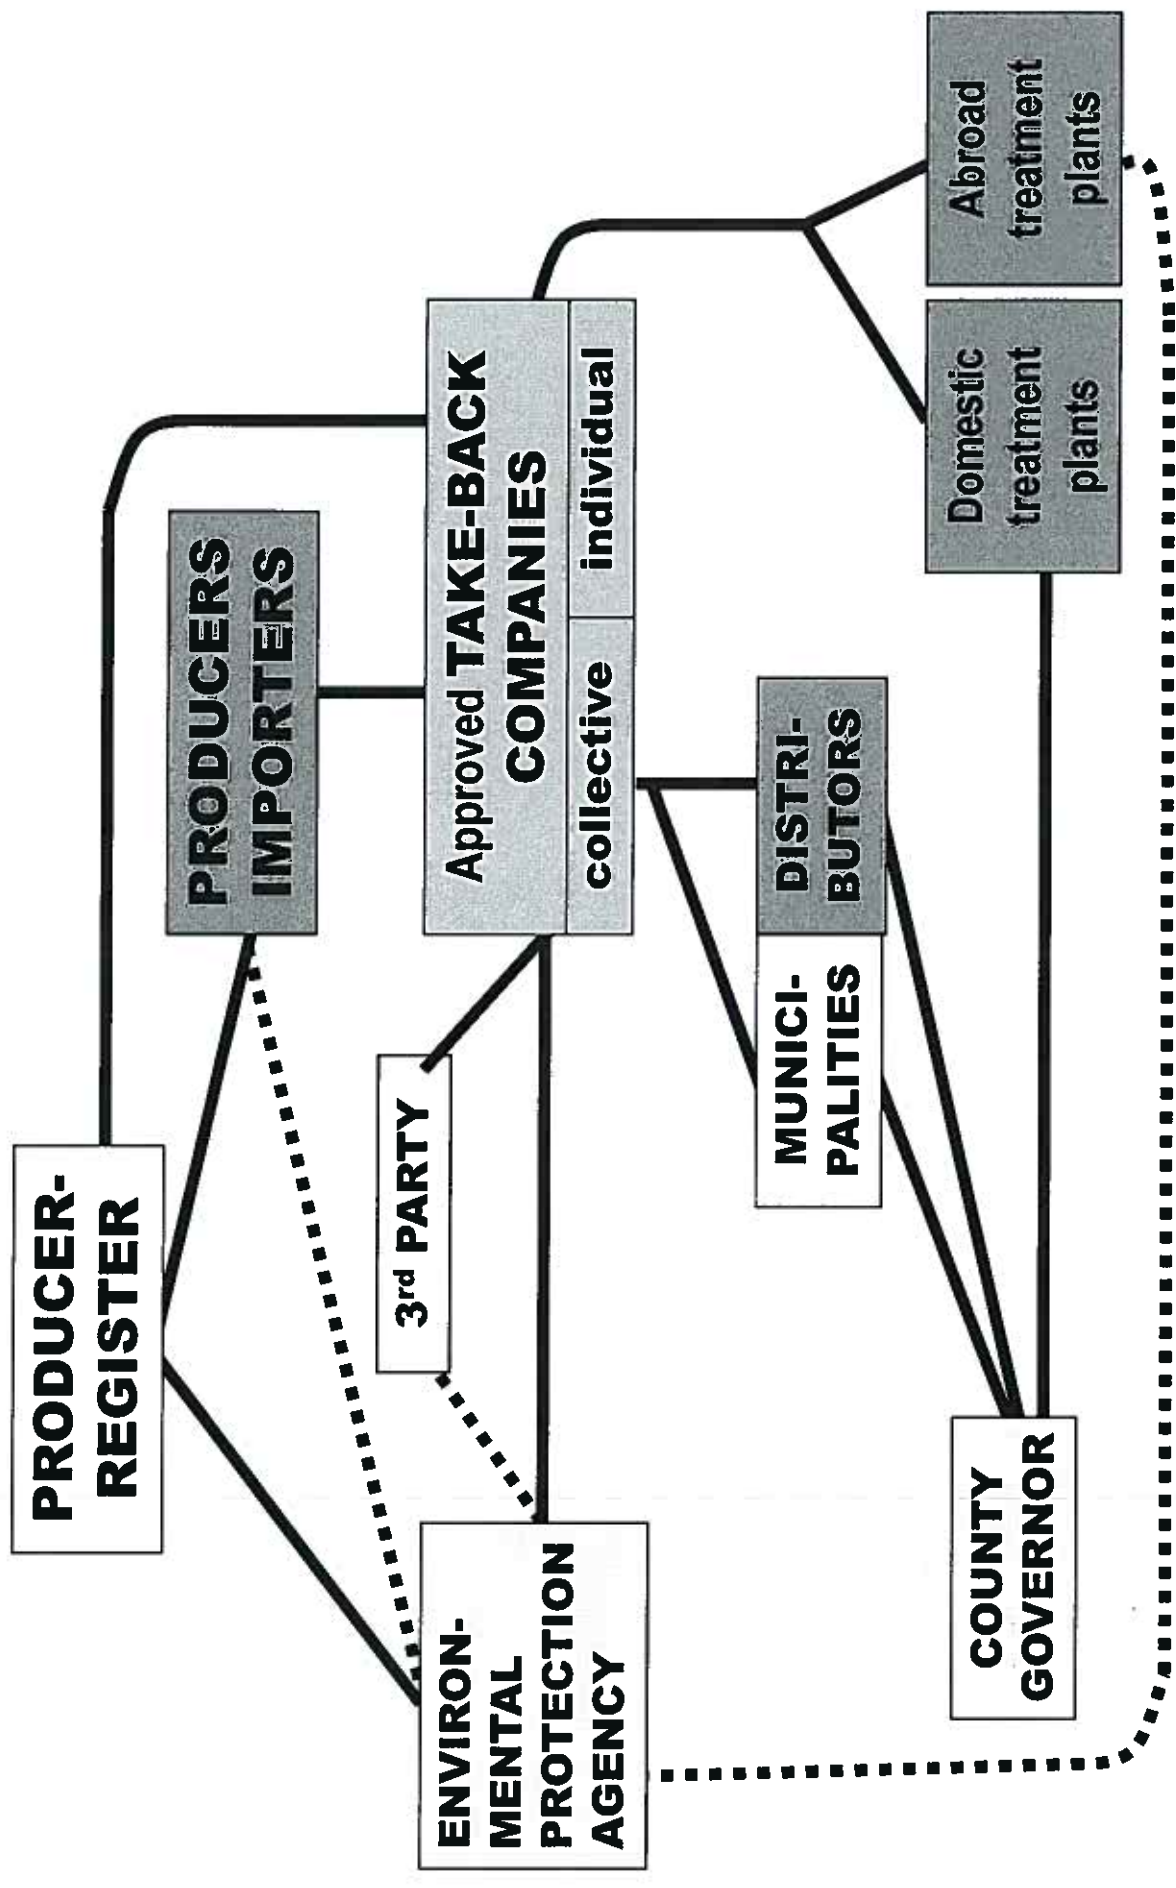 PRODUCER-
REGISTER
PRODUCERS
IMPORTERS
3rd PARTY
Approved TAKE-BACK
COMPANIES
collective
individual
ENVIRON-
MENTAL
PROTECTION
AGENCY
MUNICI-
PALITIES
DISTRI-
BUTORS
COUNTY
GOVERNOR
Domestic
treatment
plants
Abroad
treatment
plants